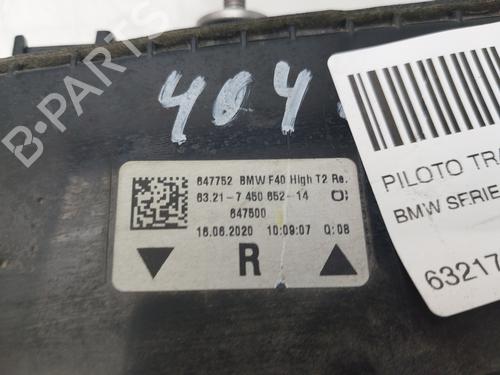 B-PARTS
404
647752 BMW F40 High T2 Re.
63.21-7 450 652-14
647500
16.06.2020 10:09:07 Q:08
R
PILOTO TRA
BMW SERIE
63217